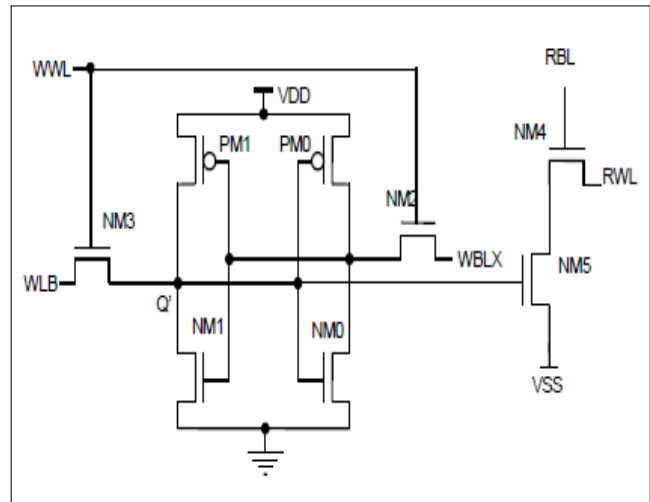 WWL
RBL
VDD
PM1
PM0
NM4
NM2
RWL
NM3
WBLX
NM5
WLB
Q'
NM1
NM0
VSS